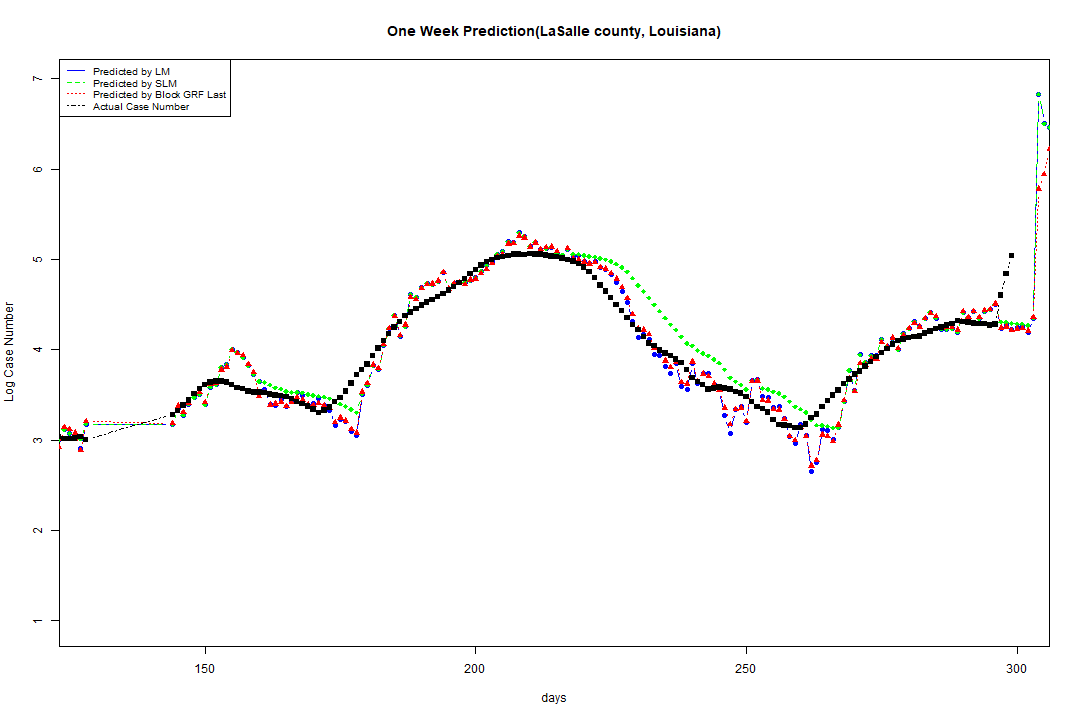 One Week Prediction(LaSalle county, Louisiana)
Predicted by LM
Predicted by SLM
Predicted by Block GRF Last
Actual Case Number
7
6
5
4
3
2
1
Log Case Number
150
200
250
300
days